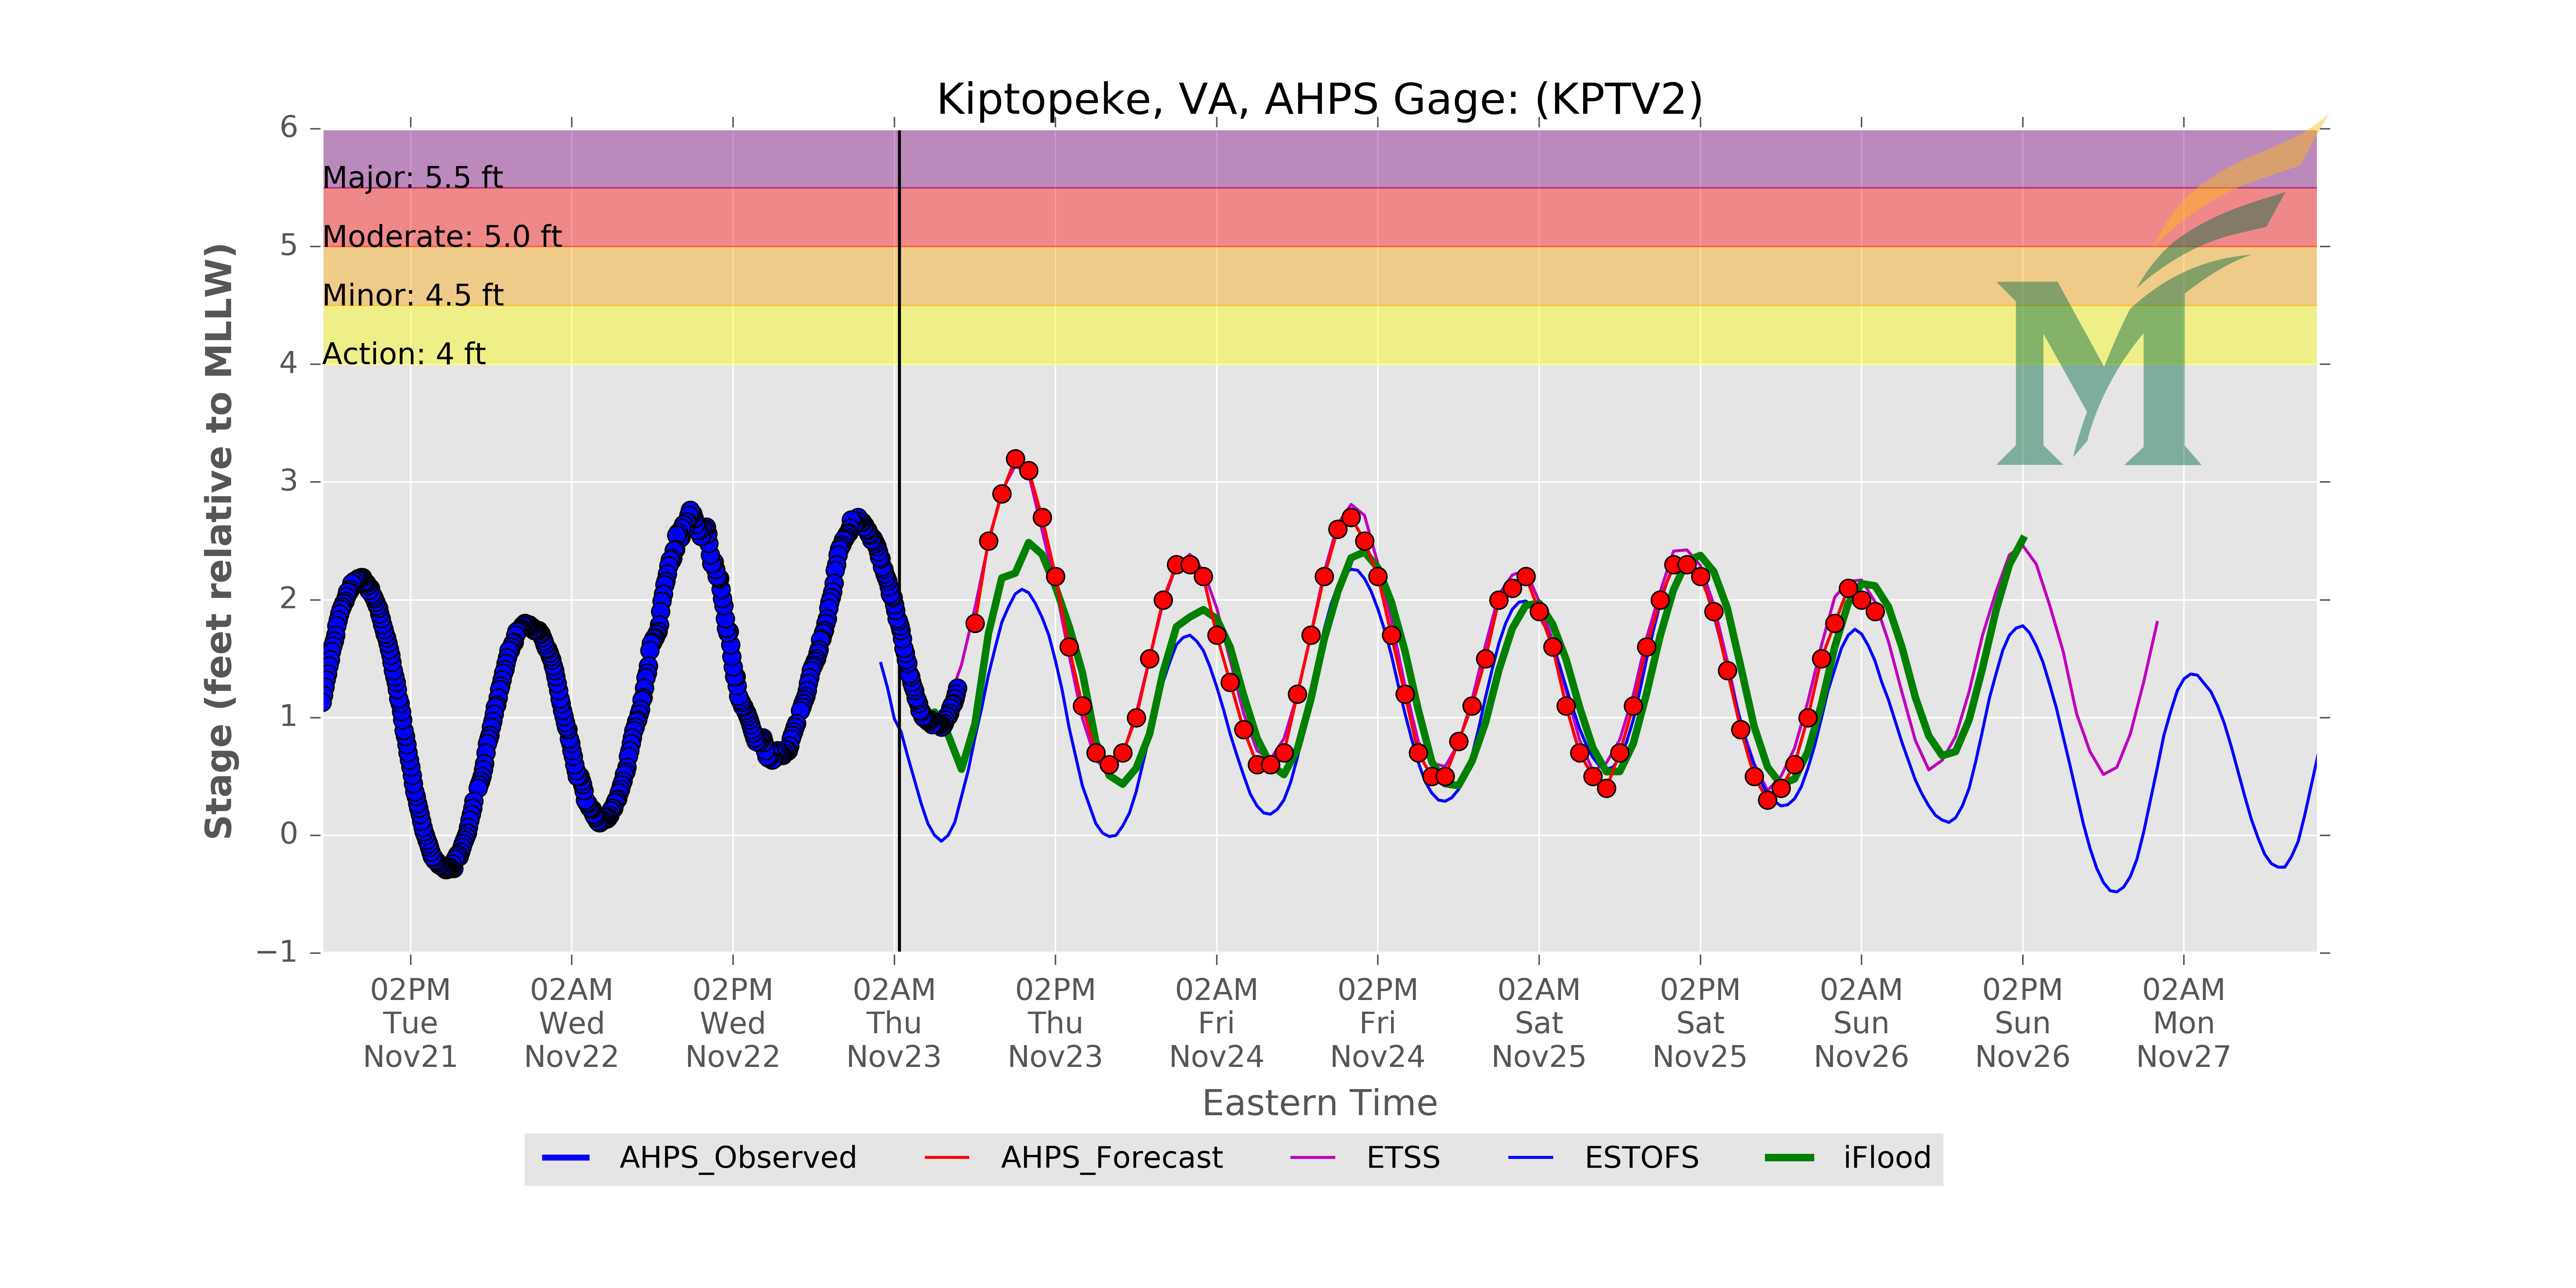 Kiptopeke, VA, AHPS Gage: (KPTV2)
6
Major: 5.5 ft
Moderate: 5.0 ft
5
Minor: 4.5 ft
Action: 4 ft
4
3
2
1
0
−1
Stage (feet relative to MLLW)
M
02PM 02AM 02PM 02AM 02PM 02AM 02PM 02AM 02PM 02AM 02PM 02AM
Tue Wed Wed Thu Thu Fri Fri Sat Sat Sun Sun Mon
Nov21 Nov22 Nov22 Nov23 Nov23 Nov24 Nov24 Nov25 Nov25 Nov26 Nov26 Nov27
Eastern Time
AHPS_Observed AHPS_Forecast ETSS ESTOFS iFlood